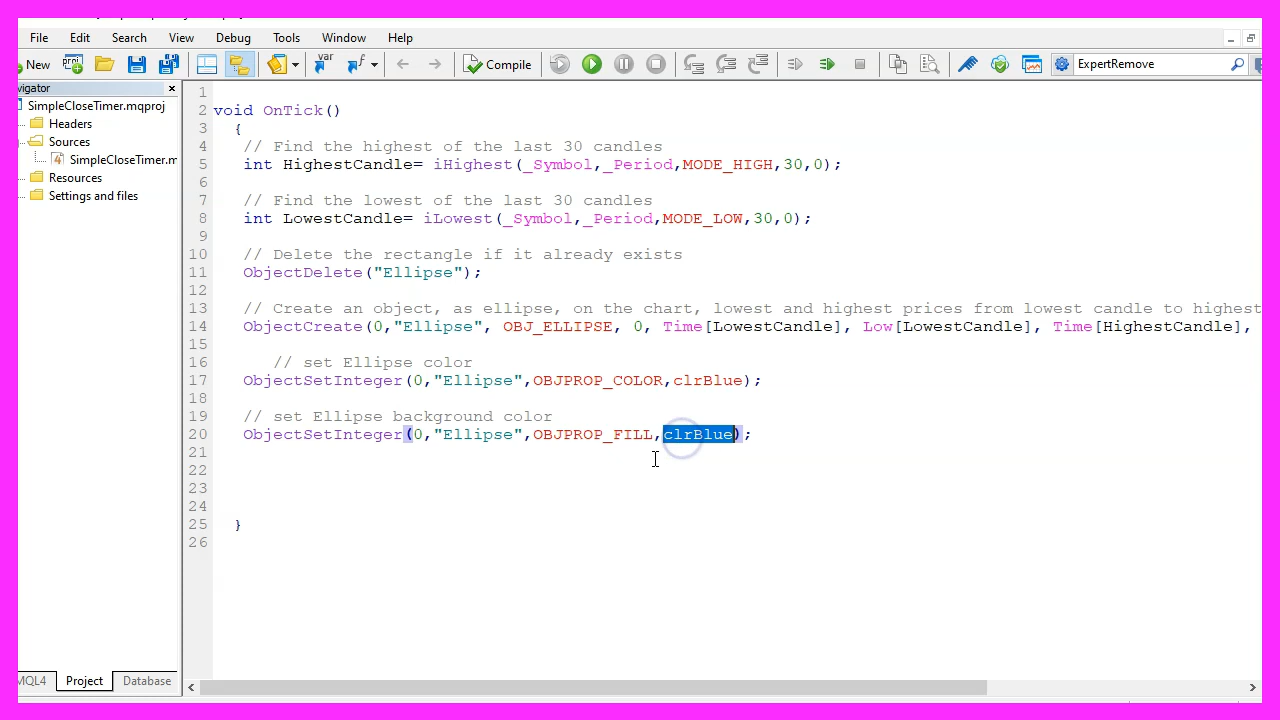 File Edit Search View Debug Tools Window Help
New Compile ExpertRemove
vigator
SimpleCloseTimer.mqproj
Headers
Sources
SimpleCloseTimer.m
Resources
Settings and files
1
2 void OnTick()
3 {
4 // Find the highest of the last 30 candles
5 int HighestCandle= iHighest(_Symbol,_Period,MODE_HIGH,30,0);
6
7 // Find the lowest of the last 30 candles
8 int LowestCandle= iLowest(_Symbol,_Period,MODE_LOW,30,0);
9
10 // Delete the rectangle if it already exists
11 ObjectDelete("Ellipse");
12
13 // Create an object, as ellipse, on the chart, lowest and highest prices from lowest candle to highest
14 ObjectCreate(0,"Ellipse", OBJ_ELLIPSE, 0, Time[LowestCandle], Low[LowestCandle], Time[HighestCandle],
15
16 // set Ellipse color
17 ObjectSetInteger(0,"Ellipse",OBJPROP_COLOR,clrBlue);
18
19 // set Ellipse background color
20 ObjectSetInteger(0,"Ellipse",OBJPROP_FILL,clrBlue);
21
22
23
24
25 }
26
MQL4 Project Database